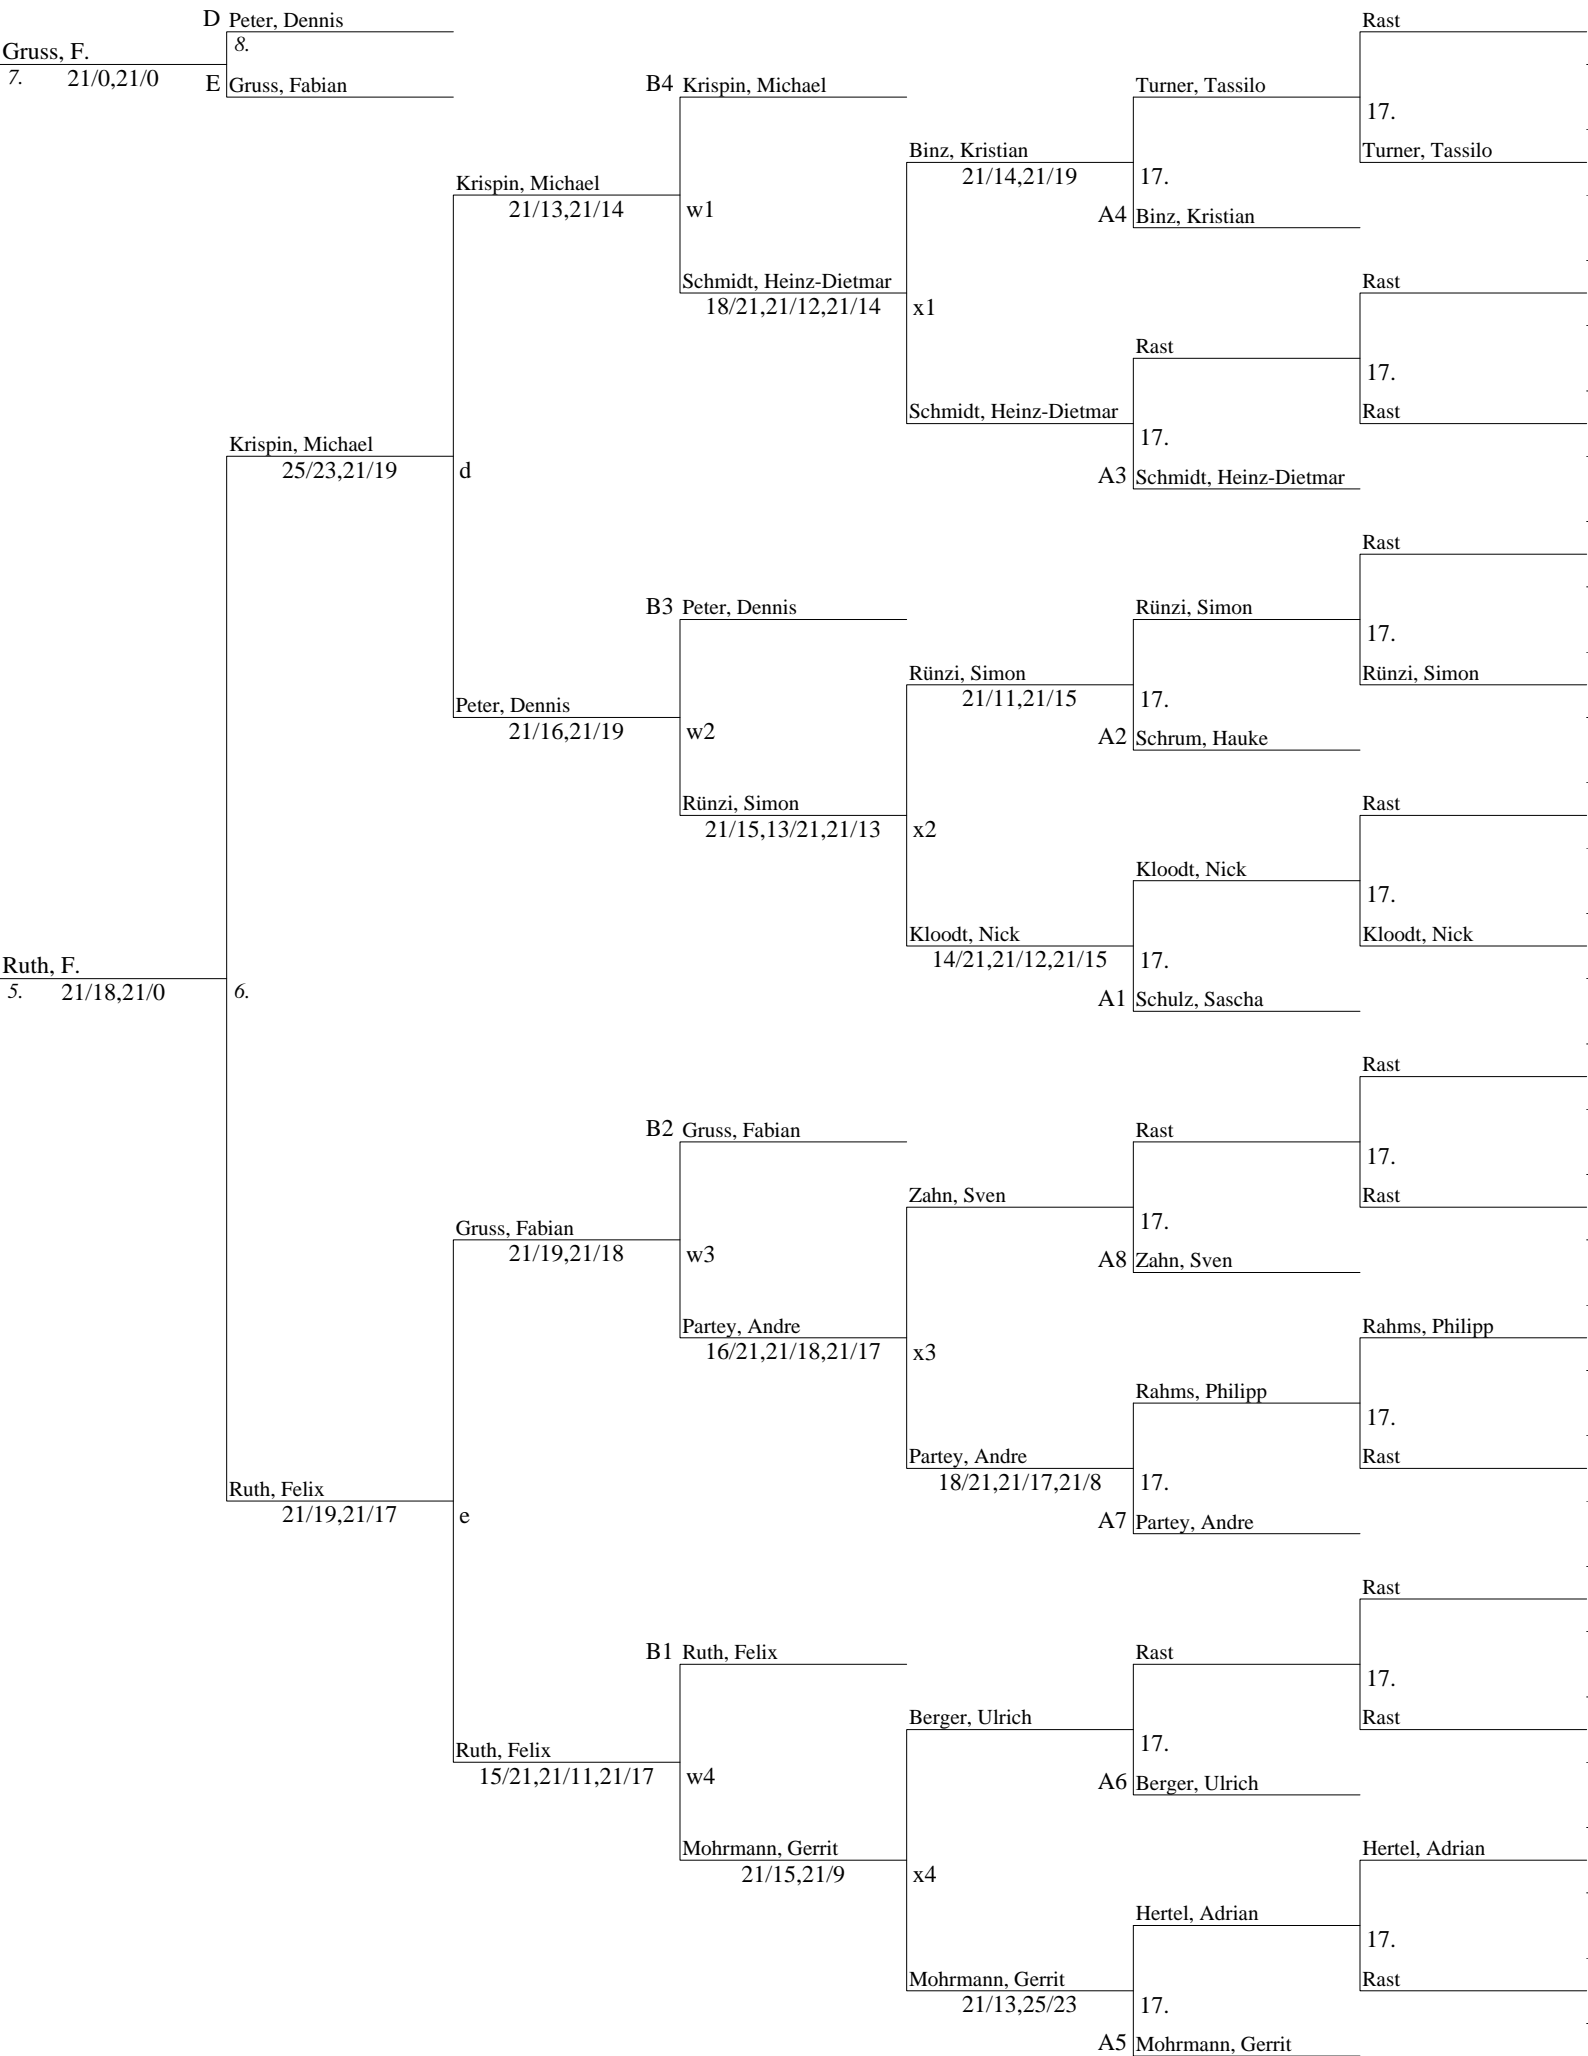 D Peter, Dennis
Rast
8.
Gruss, F.
7. 21/0,21/0
E Gruss, Fabian
B4 Krispin, Michael
Turner, Tassilo
17.
Binz, Kristian
Turner, Tassilo
21/14,21/19
17.
Krispin, Michael
21/13,21/14
w1
A4 Binz, Kristian
Schmidt, Heinz-Dietmar
Rast
18/21,21/12,21/14
x1
Rast
17.
Schmidt, Heinz-Dietmar
Rast
17.
Krispin, Michael
25/23,21/19
d
A3 Schmidt, Heinz-Dietmar
Rast
B3 Peter, Dennis
Rünzi, Simon
17.
Rünzi, Simon
Rünzi, Simon
21/11,21/15
17.
Peter, Dennis
21/16,21/19
w2
A2 Schrum, Hauke
Rünzi, Simon
Rast
21/15,13/21,21/13
x2
Kloodt, Nick
17.
Kloodt, Nick
Kloodt, Nick
14/21,21/12,21/15
17.
Ruth, F.
5. 21/18,21/0
6.
A1 Schulz, Sascha
Rast
B2 Gruss, Fabian
Rast
17.
Zahn, Sven
Rast
17.
Gruss, Fabian
21/19,21/18
w3
A8 Zahn, Sven
Partey, Andre
Rahms, Philipp
16/21,21/18,21/17
x3
Rahms, Philipp
17.
Partey, Andre
Rast
18/21,21/17,21/8
17.
Ruth, Felix
21/19,21/17
e
A7 Partey, Andre
Rast
B1 Ruth, Felix
Rast
17.
Berger, Ulrich
Rast
17.
Ruth, Felix
15/21,21/11,21/17
w4
A6 Berger, Ulrich
Mohrmann, Gerrit
Hertel, Adrian
21/15,21/9
x4
Hertel, Adrian
17.
Mohrmann, Gerrit
Rast
21/13,25/23
17.
A5 Mohrmann, Gerrit